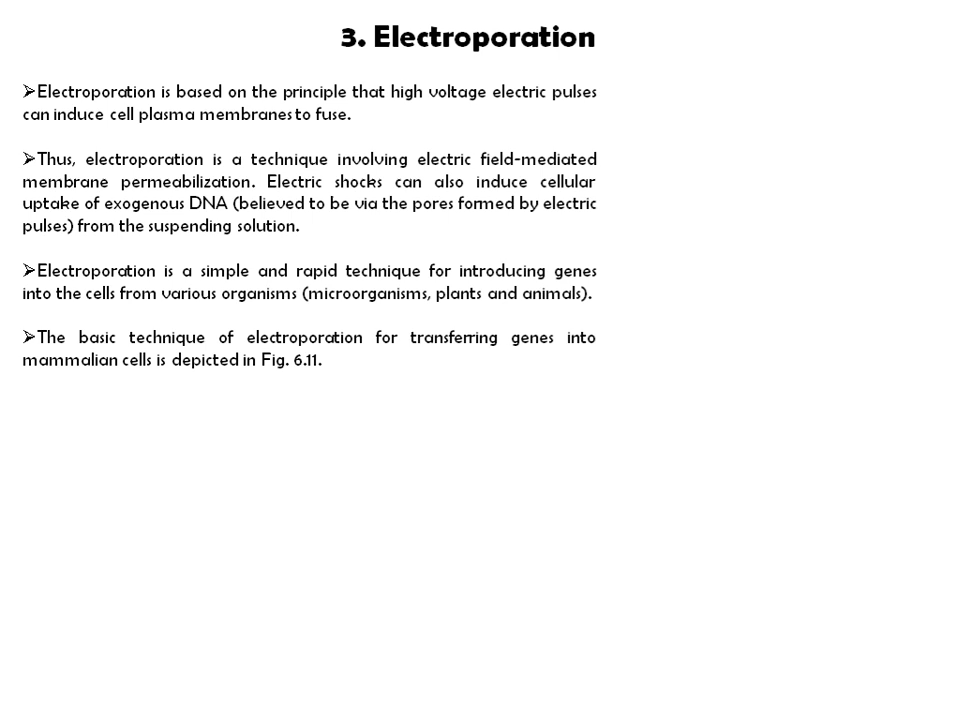 3. Electroporation
➢Electroporation is based on the principle that high voltage electric pulses
can induce cell plasma membranes to fuse.
➢Thus, electroporation is a technique involving electric field-mediated
membrane permeabilization. Electric shocks can also induce cellular
uptake of exogenous DNA (believed to be via the pores formed by electric
pulses) from the suspending solution.
➢Electroporation is a simple and rapid technique for introducing genes
into the cells from various organisms (microorganisms, plants and animals).
➢The basic technique of electroporation for transferring genes into
mammalian cells is depicted in Fig. 6.11.